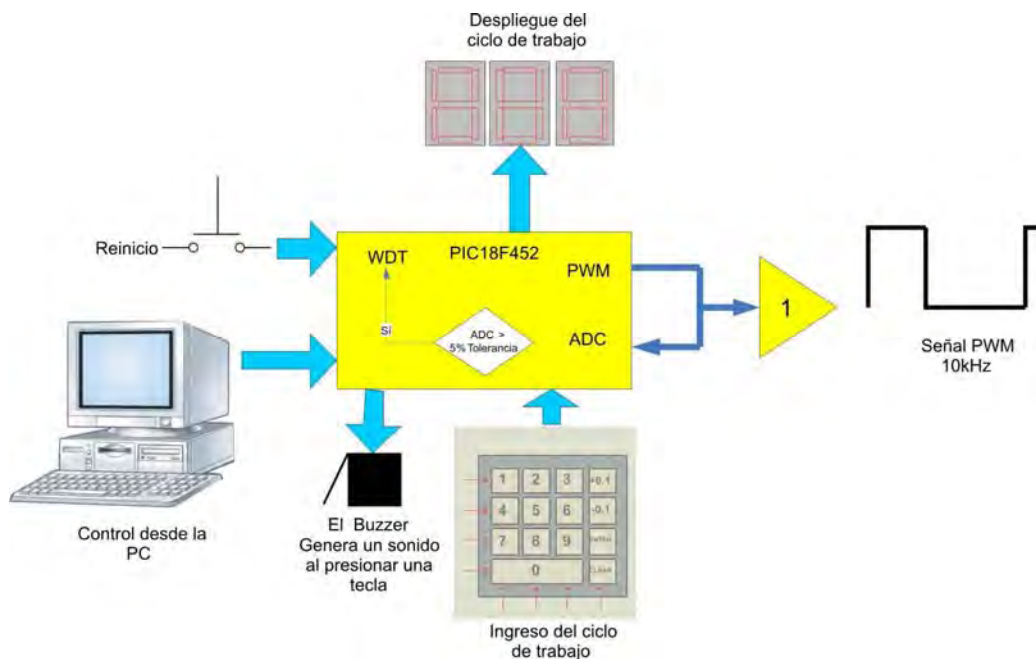 Despliegue del
ciclo de trabajo
Reinicio
WDT
PIC18F452
PWM
Si
ADC >
5% Tolerancia
ADC
1
Señal PWM
10kHz
Control desde la
PC
El Buzzer
Genera un sonido
al presionar una
tecla
1 2 3 +0.1
4 5 6 -0.1
7 8 9
0 CLEAR
Ingreso del ciclo
de trabajo